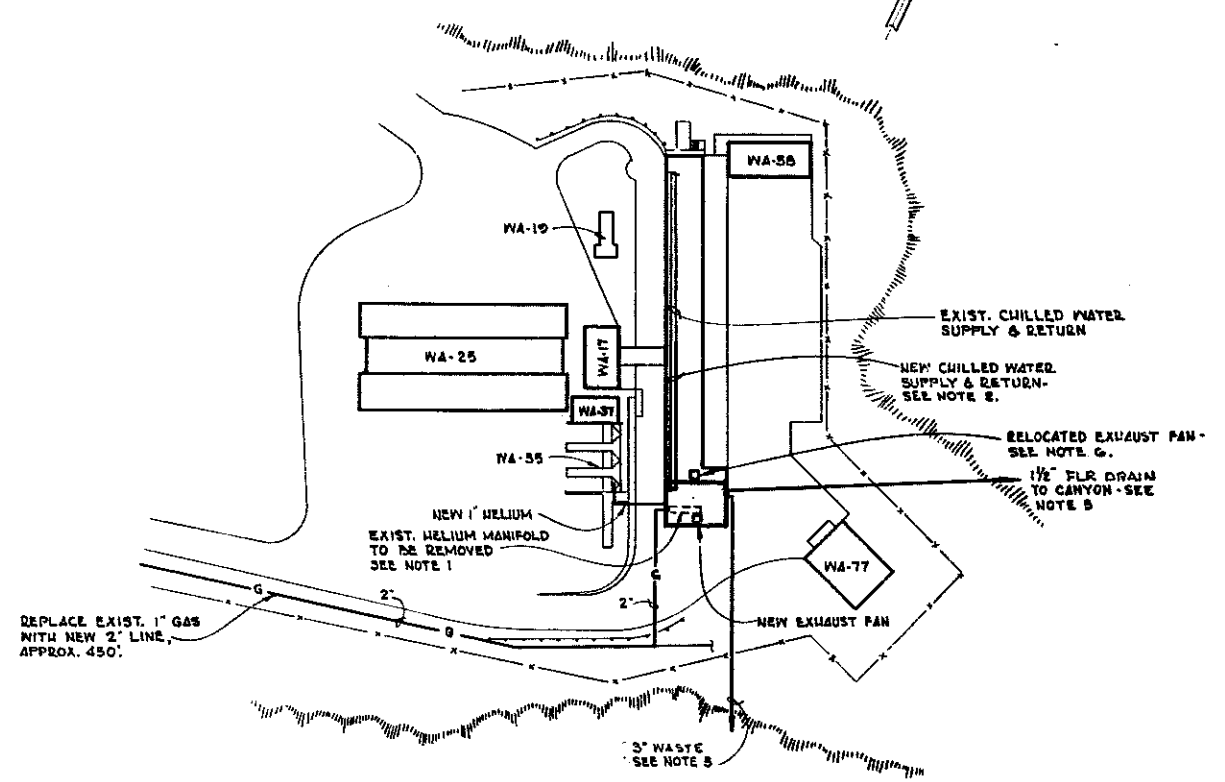 WA-58
WA-19
EXIST. CHILLED WATER
SUPPLY & RETURN
WA-25
WA-17
NEW CHILLED WATER
SUPPLY & RETURN-
SEE NOTE 2.
WA-37
RELOCATED EXHAUST FAN-
SEE NOTE 6.
WA-35
1½" FLR DRAIN
TO CANYON-SEE
NOTE 5
NEW 1" HELIUM
EXIST. HELIUM MANIFOLD
TO BE REMOVED
SEE NOTE 1
WA-77
G
G
2"
2"
REPLACE EXIST. 1" GAS
WITH NEW 2" LINE,
APPROX. 450'.
G
NEW EXHAUST FAN
3" WASTE
SEE NOTE 5